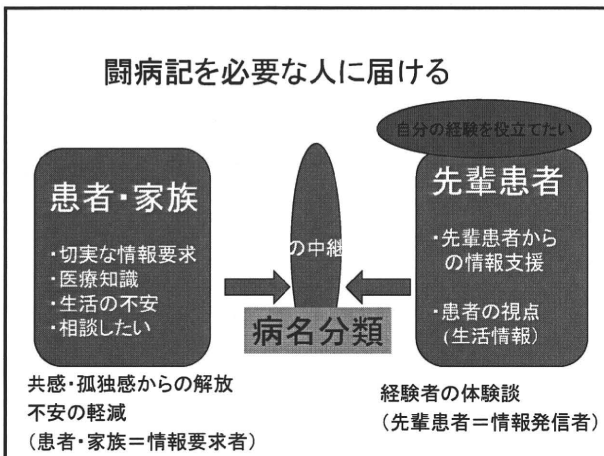 闘病記を必要な人に届ける
自分の経験を役立てたい
患者・家族
・切実な情報要求
・医療知識
・生活の不安
・相談したい
の中継
病名分類
先輩患者
・先輩患者から
の情報支援
・患者の視点
(生活情報)
共感・孤独感からの解放
不安の軽減
(患者・家族＝情報要求者)
経験者の体験談
(先輩患者＝情報発信者)